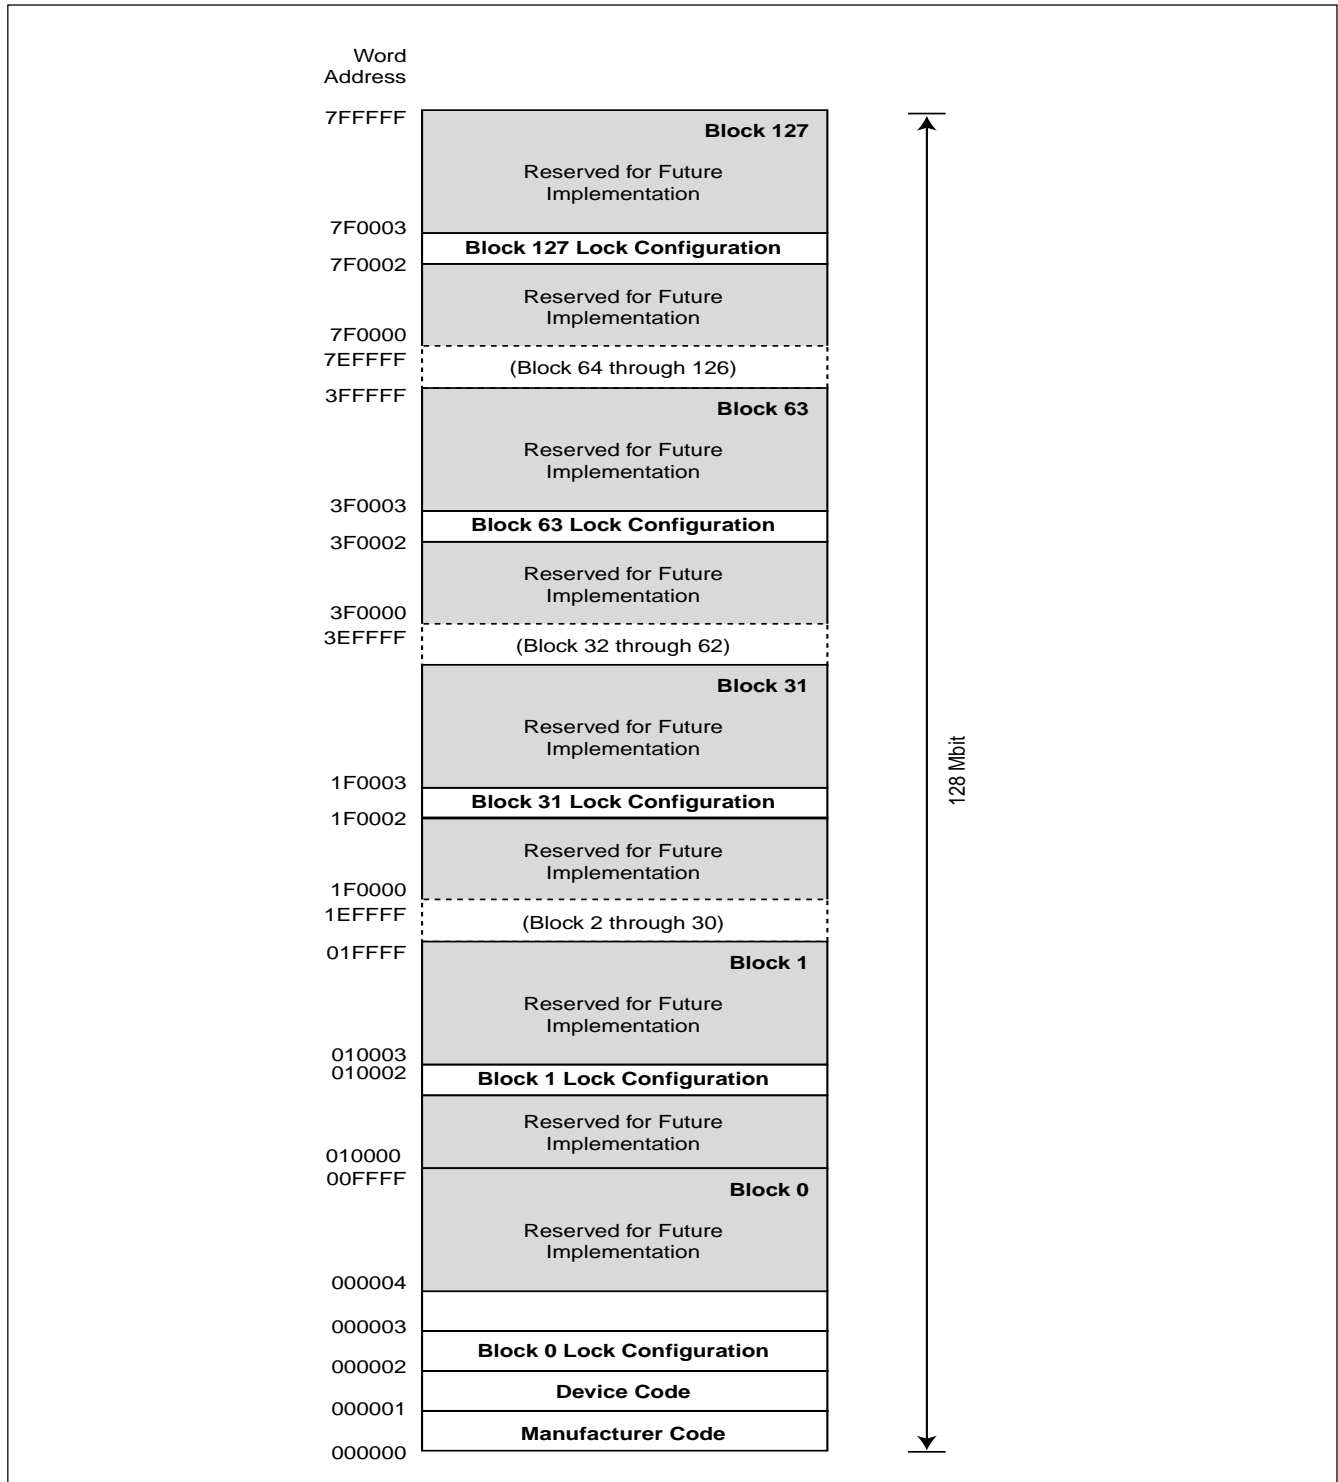 Word
Address
7FFFFF
Block 127
Reserved for Future
Implementation
7F0003
Block 127 Lock Configuration
7F0002
Reserved for Future
Implementation
7F0000
7EFFFF
(Block 64 through 126)
3FFFFF
Block 63
Reserved for Future
Implementation
3F0003
Block 63 Lock Configuration
3F0002
Reserved for Future
Implementation
3F0000
3EFFFF
(Block 32 through 62)
Block 31
Reserved for Future
Implementation
1F0003
Block 31 Lock Configuration
1F0002
Reserved for Future
Implementation
1F0000
1EFFFF
(Block 2 through 30)
01FFFF
Block 1
Reserved for Future
Implementation
010003
010002
Block 1 Lock Configuration
Reserved for Future
Implementation
010000
00FFFF
Block 0
Reserved for Future
Implementation
000004
000003
Block 0 Lock Configuration
000002
Device Code
000001
Manufacturer Code
000000
128 Mbit